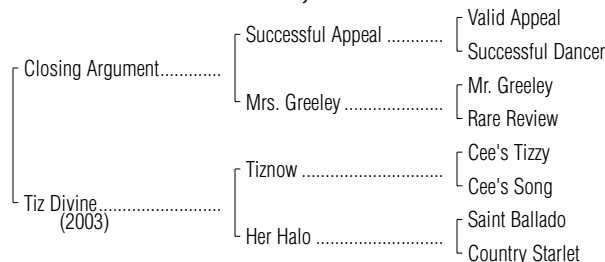 Valid Appeal
Successful Appeal ............
Successful Dancer
Closing Argument.............
Mr. Greeley
Mrs. Greeley .....................
Rare Review
Cee's Tizzy
Tiznow ..............................
Cee's Song
Tiz Divine..........................
(2003)
Saint Ballado
Her Halo ...........................
Country Starlet